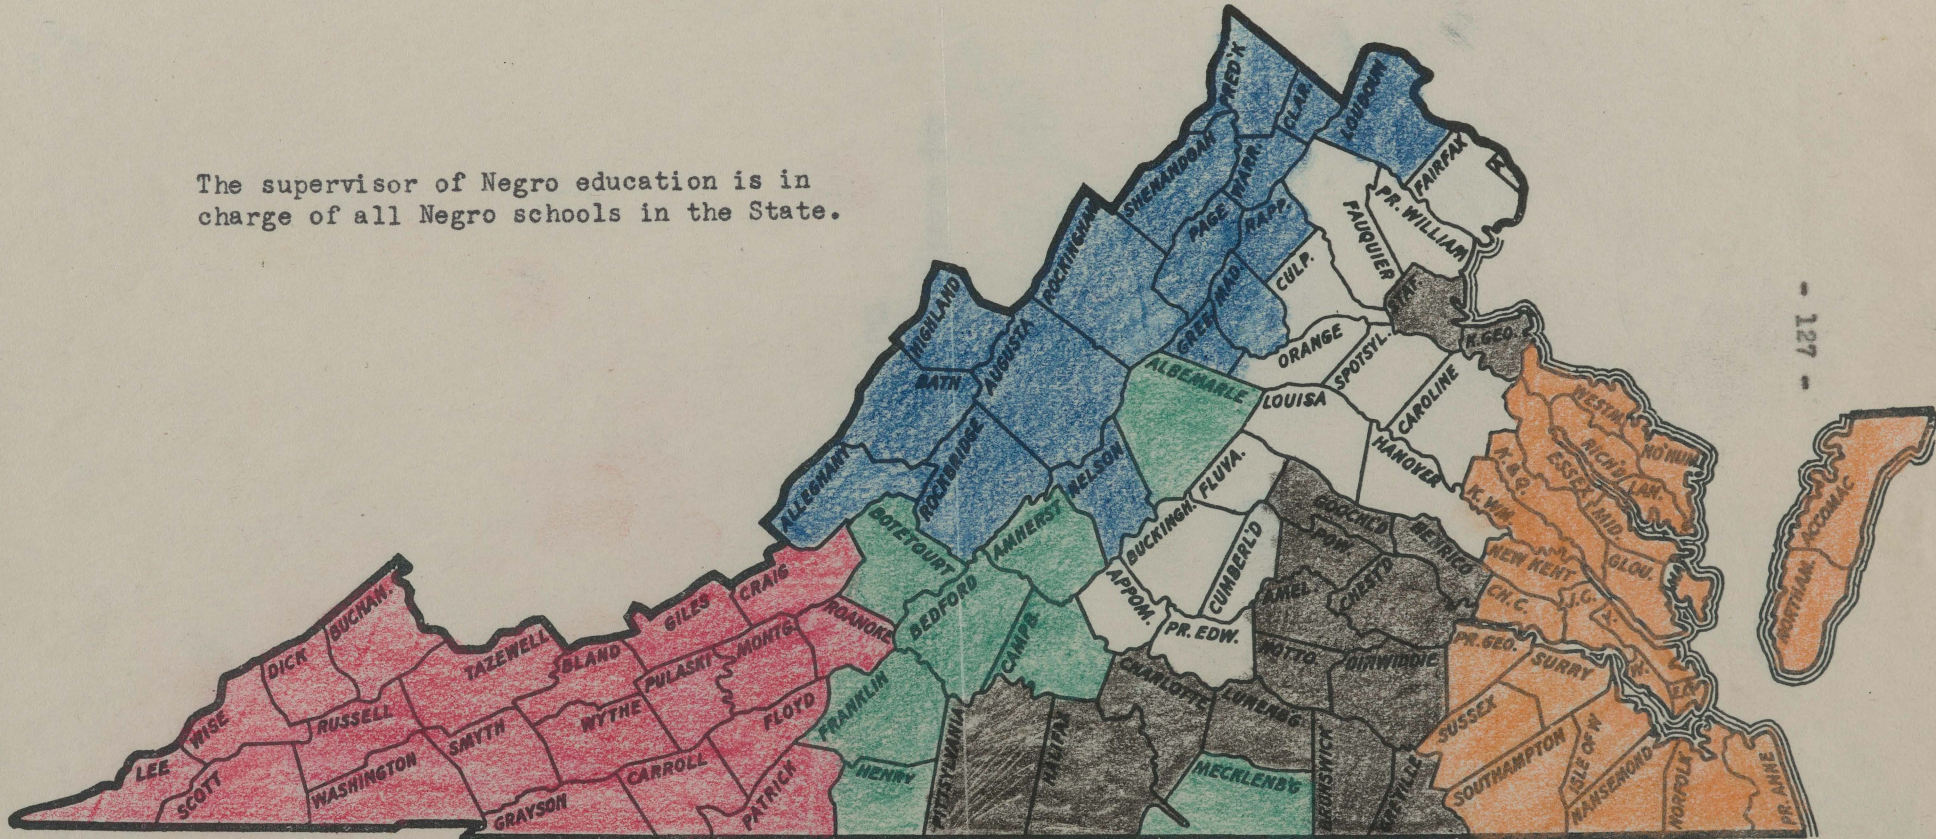 The supervisor of Negro education is in
charge of all Negro schools in the State.
- 127 -
FRED'K
CLAR.
LOUDOUN
SHENANDOAH
WARR.
FAIRFAX
PR. WILLIAM
FAUQUIER
PAGE
RAPP.
ROCKINGHAM
CULP.
MAD.
GREE.
STAF.
HIGHLAND
AUGUSTA
ORANGE
SPOTSYL.
K. GEO.
BATH
ALBEMARLE
LOUISA
CAROLINE
WESTM.
ROCKBRIDGE
NELSON
FLUVA.
HANOVER
RICH'D
NO'HUM.
ESSEX
LAN.
K.&Q.
K. WM.
MID.
ACCOMAC
ALLEGHANY
BOTETOURT
AMHERST
BUCKINGH.
CUMBERL'D
GOOCHL'D
POW.
HENRICO
NEW KENT
GLOU.
MA.
CRAIG
BEDFORD
APPOM.
AMEL.
CHEST'D
CH.C.
J.C.
NORTHAM.
BUCHAN.
GILES
ROANOKE
CAMPB.
PR. EDW.
PR.GEO.
SURRY
DICK
TAZEWELL
BLAND
PULASKI
MONTG.
NOTTO.
DINWIDDIE
CHARLOTTE
LUNENBG
WISE
RUSSELL
SMYTH
WYTHE
FLOYD
FRANKLIN
SUSSEX
LEE
SCOTT
WASHINGTON
GRAYSON
CARROLL
PATRICK
HENRY
PITTSYLVANIA
HALIFAX
MECKLENB'G
BRUNSWICK
SOUTHAMPTON
ISLE OF W
NANSEMOND
NORFOLK
PR. ANNE